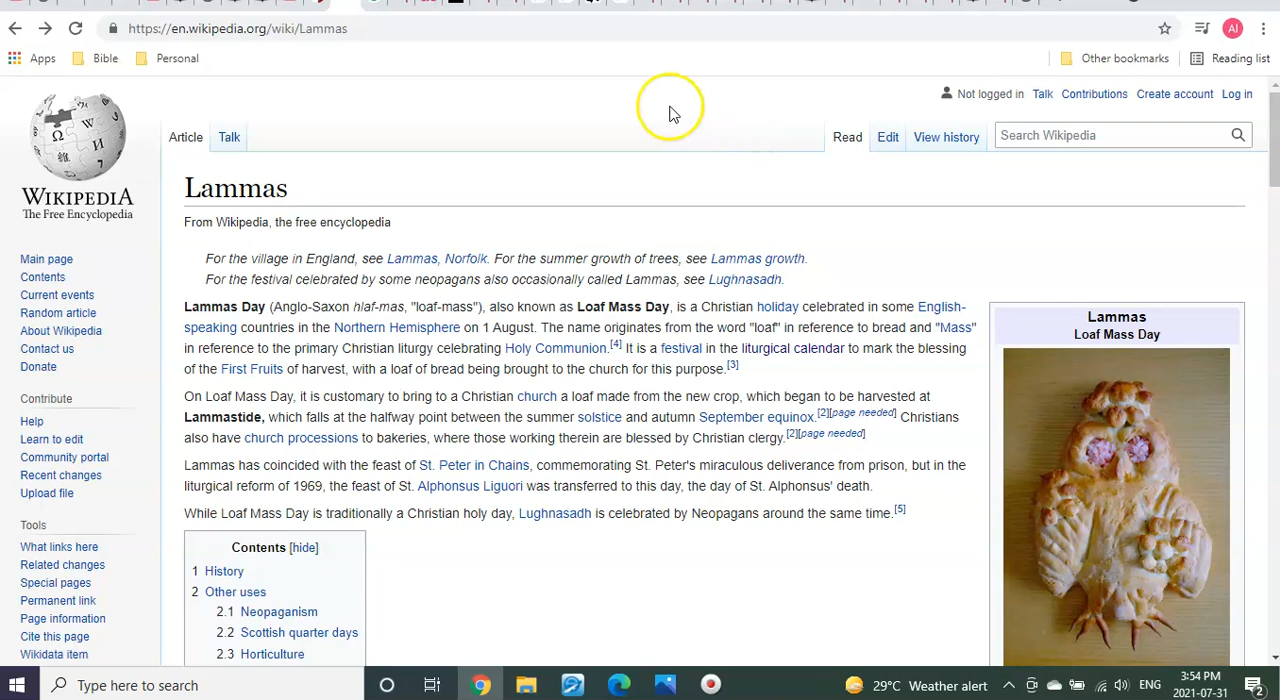 https://en.wikipedia.org/wiki/Lammas
AI
Apps Bible Personal Other bookmarks Reading list
Not logged in Talk Contributions Create account Log in
Article Talk Read Edit View history Search Wikipedia
WIKIPEDIA
The Free Encyclopedia
Main page
Contents
Current events
Random article
About Wikipedia
Contact us
Donate
Contribute
Help
Learn to edit
Community portal
Recent changes
Upload file
Tools
What links here
Related changes
Special pages
Permanent link
Page information
Cite this page
Wikidata item
Lammas
From Wikipedia, the free encyclopedia
For the village in England, see Lammas, Norfolk. For the summer growth of trees, see Lammas growth.
For the festival celebrated by some neopagans also occasionally called Lammas, see Lughnasadh.
Lammas Day (Anglo-Saxon hlaf-mas, "loaf-mass"), also known as Loaf Mass Day, is a Christian holiday celebrated in some English-
speaking countries in the Northern Hemisphere on 1 August. The name originates from the word "loaf" in reference to bread and "Mass"
in reference to the primary Christian liturgy celebrating Holy Communion.[4] It is a festival in the liturgical calendar to mark the blessing
of the First Fruits of harvest, with a loaf of bread being brought to the church for this purpose.[3]
On Loaf Mass Day, it is customary to bring to a Christian church a loaf made from the new crop, which began to be harvested at
Lammastide, which falls at the halfway point between the summer solstice and autumn September equinox.[2][page needed] Christians
also have church processions to bakeries, where those working therein are blessed by Christian clergy.[2][page needed]
Lammas has coincided with the feast of St. Peter in Chains, commemorating St. Peter's miraculous deliverance from prison, but in the
liturgical reform of 1969, the feast of St. Alphonsus Liguori was transferred to this day, the day of St. Alphonsus' death.
While Loaf Mass Day is traditionally a Christian holy day, Lughnasadh is celebrated by Neopagans around the same time.[5]
Contents [hide]
1 History
2 Other uses
2.1 Neopaganism
2.2 Scottish quarter days
2.3 Horticulture
Lammas
Loaf Mass Day
Type here to search
29°C Weather alert
ENG
3:54 PM
2021-07-31
2